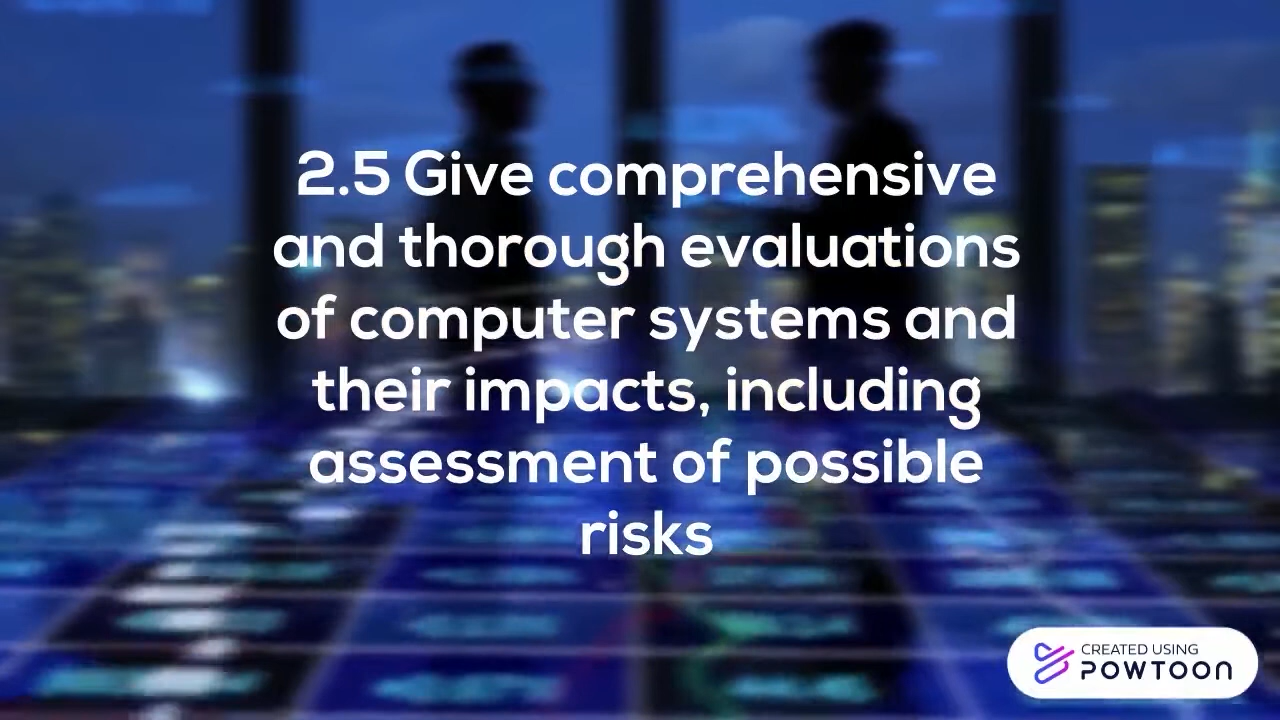 2.5 Give comprehensive
and thorough evaluations
of computer systems and
their impacts, including
assessment of possible
risks
CREATED USING
POWTOON